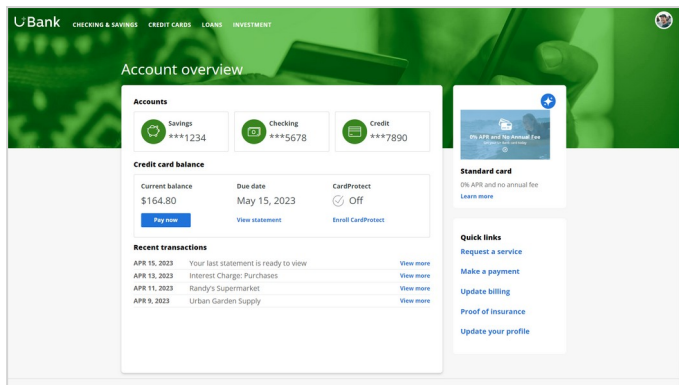 UBank
CHECKING & SAVINGS CREDIT CARDS LOANS INVESTMENT
Account overview
Accounts
Savings
***1234
Checking
***5678
Credit
***7890
Credit card balance
Current balance
$164.80
Pay now
Due date
May 15, 2023
View statement
CardProtect
Off
Enroll CardProtect
Recent transactions
APR 15, 2023 Your last statement is ready to view View more
APR 13, 2023 Interest Charge: Purchases View more
APR 11, 2023 Randy's Supermarket View more
APR 9, 2023 Urban Garden Supply View more
0% APR and No Annual Fee
Standard card
0% APR and no annual fee
Learn more
Quick links
Request a service
Make a payment
Update billing
Proof of insurance
Update your profile